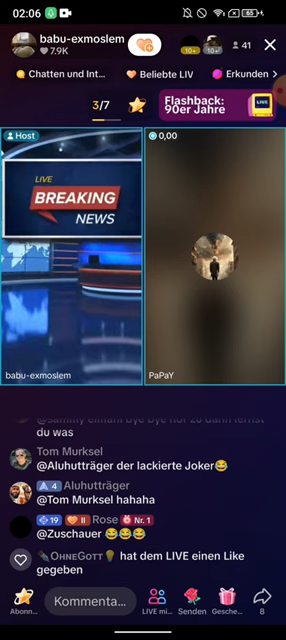 02:06
65
babu-exmoslem
7.9K
10+
10+
41
Chatten und Int...
Beliebte LIV
Erkunden
3/7
Flashback:
90er Jahre
LIVE
Host
0,00
LIVE
BREAKING
NEWS
babu-exmoslem
PaPaY
du was
Tom Murksel
@Aluhutträger der lackierte Joker😂
4 Aluhutträger
@Tom Murksel hahaha
19 II Rose Nr. 1
@Zuschauer 😂😂😂
OʜɴᴇGᴏᴛᴛ💡 hat dem LIVE einen Like
gegeben
Kommenta...
Abonn...
LIVE mi...
Senden
Gesche...
8